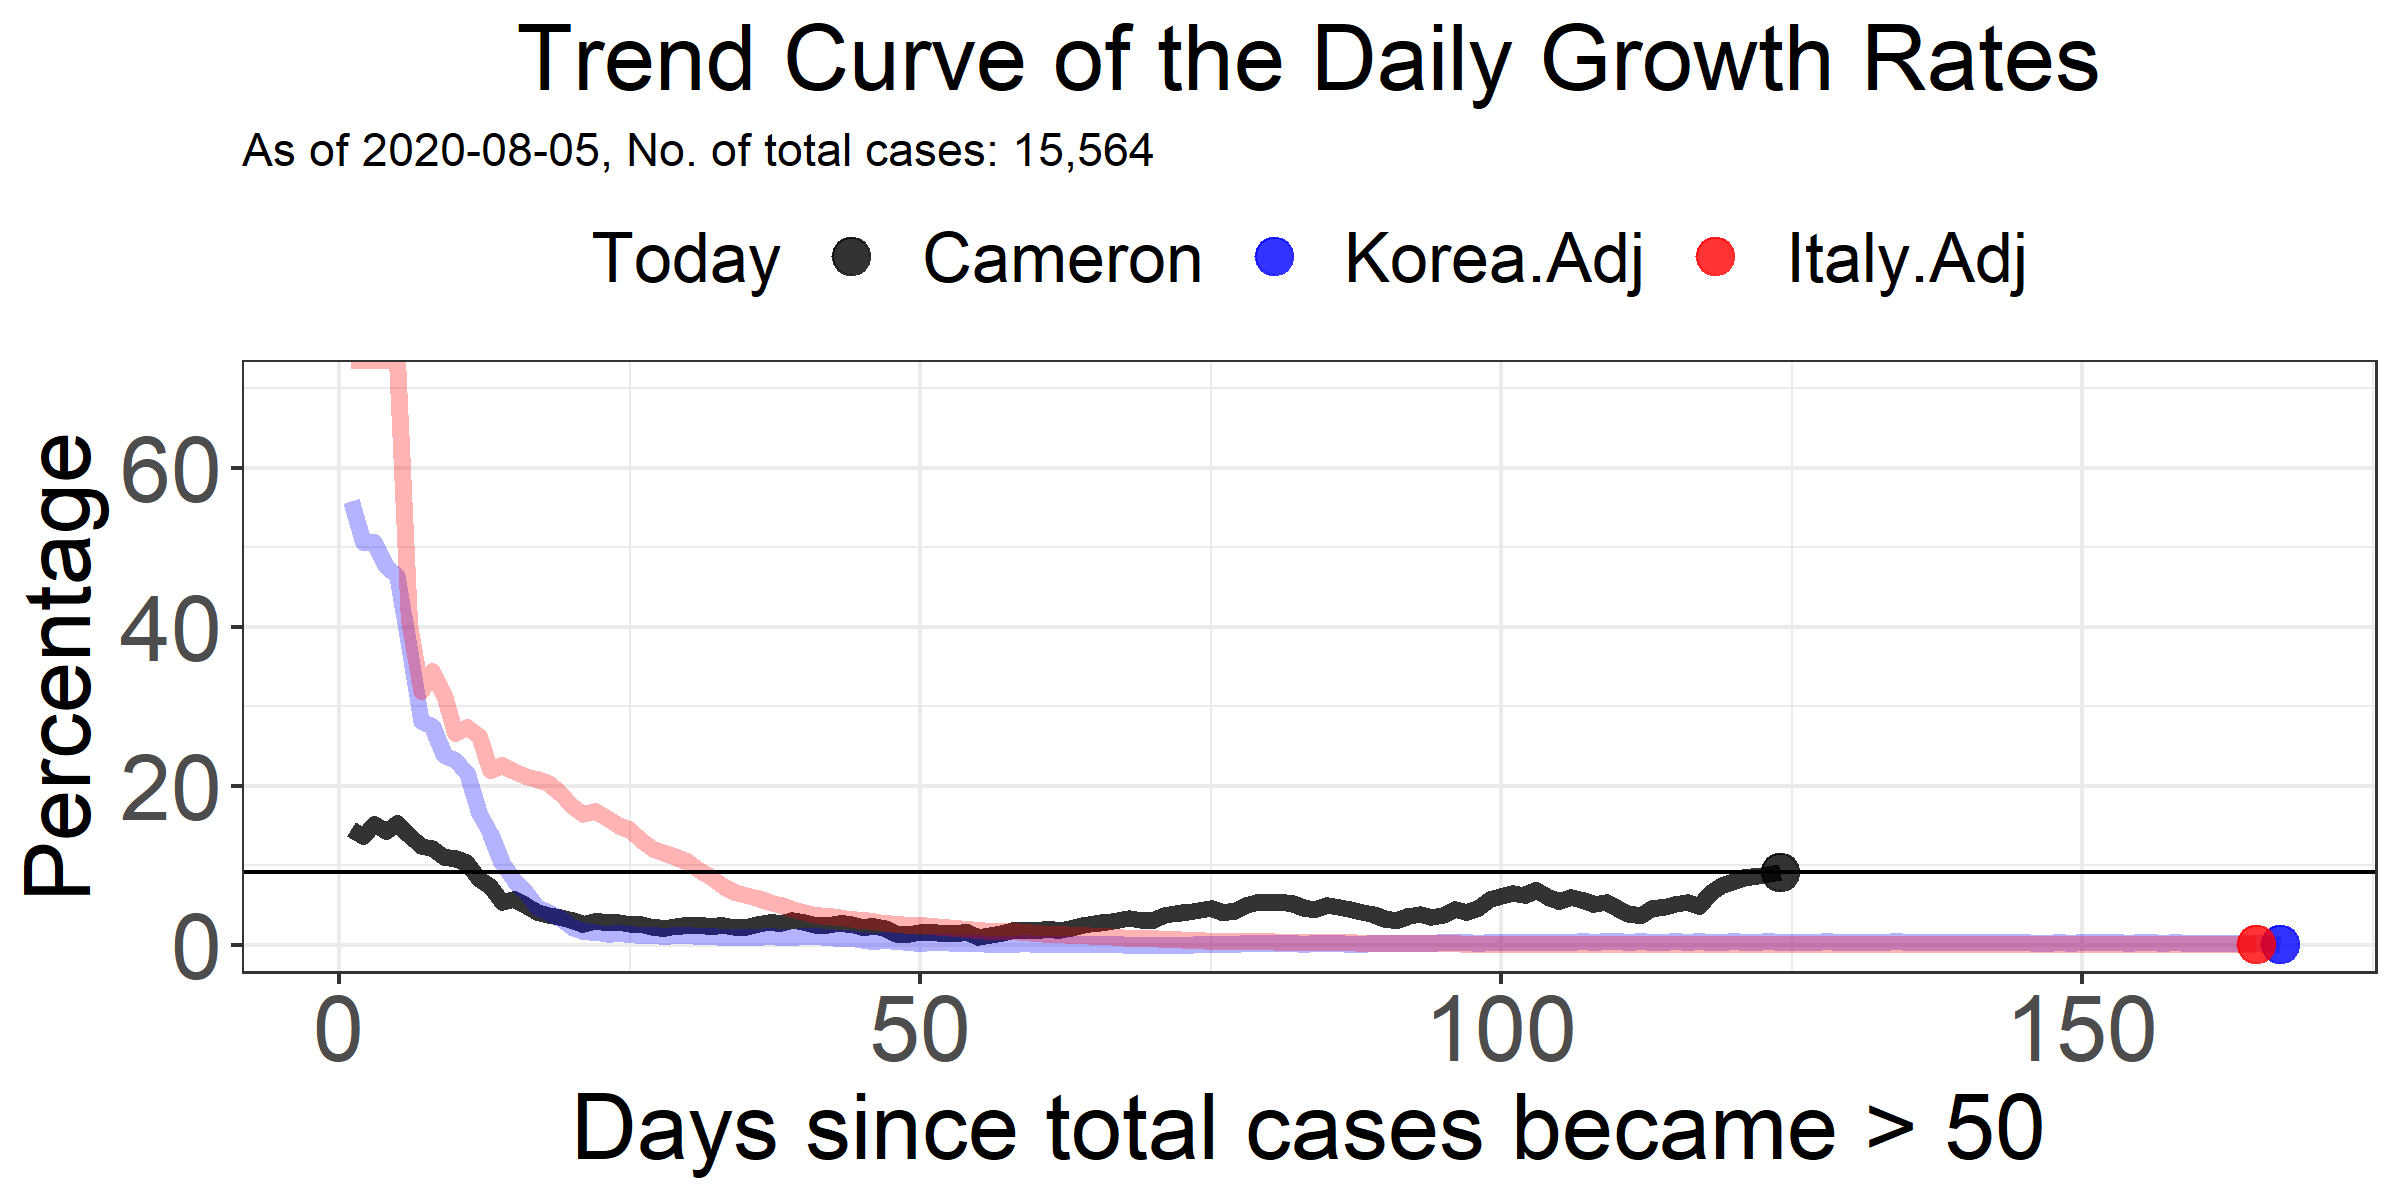 Trend Curve of the Daily Growth Rates
As of 2020-08-05, No. of total cases: 15,564
Today Cameron Korea.Adj Italy.Adj
Percentage
60
40
20
0
0 50 100 150
Days since total cases became > 50